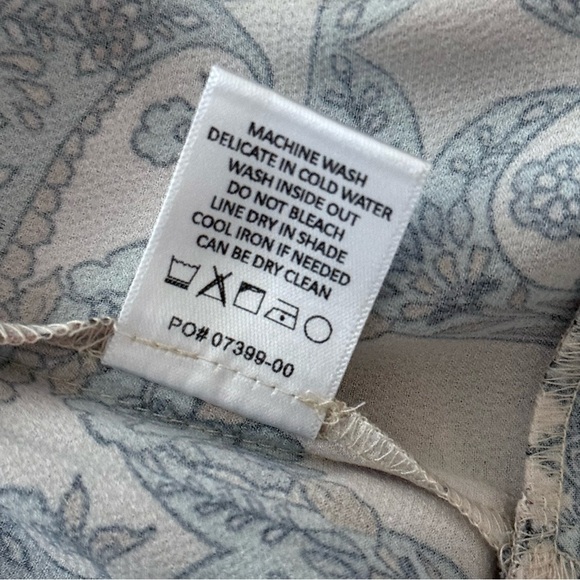 MACHINE WASH
DELICATE IN COLD WATER
WASH INSIDE OUT
DO NOT BLEACH
LINE DRY IN SHADE
COOL IRON IF NEEDED
CAN BE DRY CLEAN
PO# 07399-00